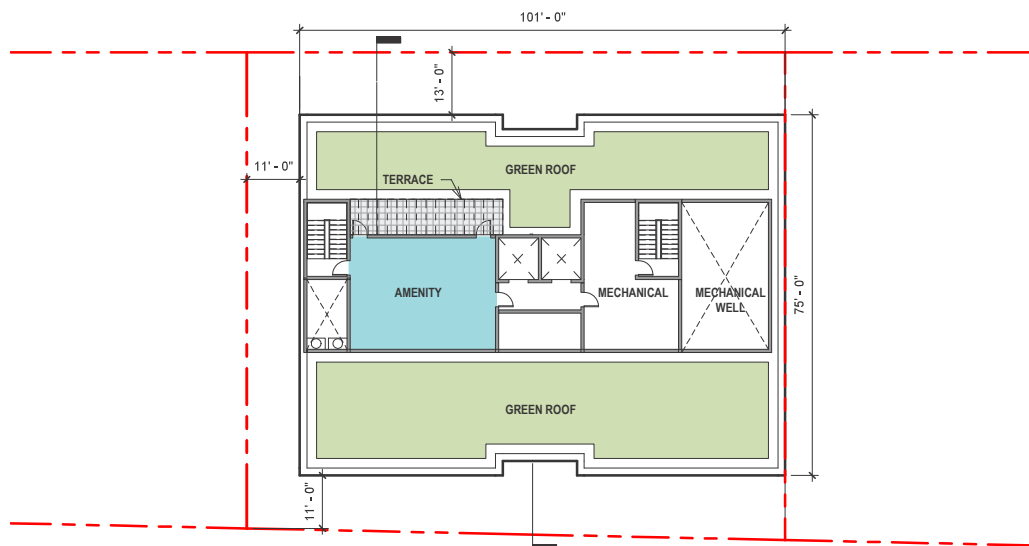 101' - 0"
13' - 0"
11' - 0"
GREEN ROOF
TERRACE
AMENITY
MECHANICAL
MECHANICAL
WELL
75' - 0"
GREEN ROOF
11' - 0"